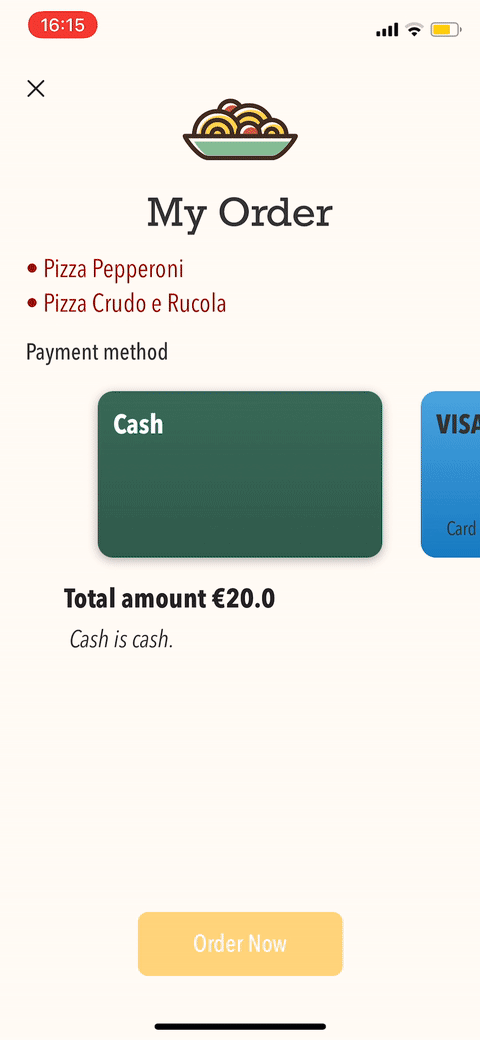 16:15
My Order
• Pizza Pepperoni
• Pizza Crudo e Rucola
Payment method
Cash
VISA
Card
Total amount €20.0
Cash is cash.
Order Now